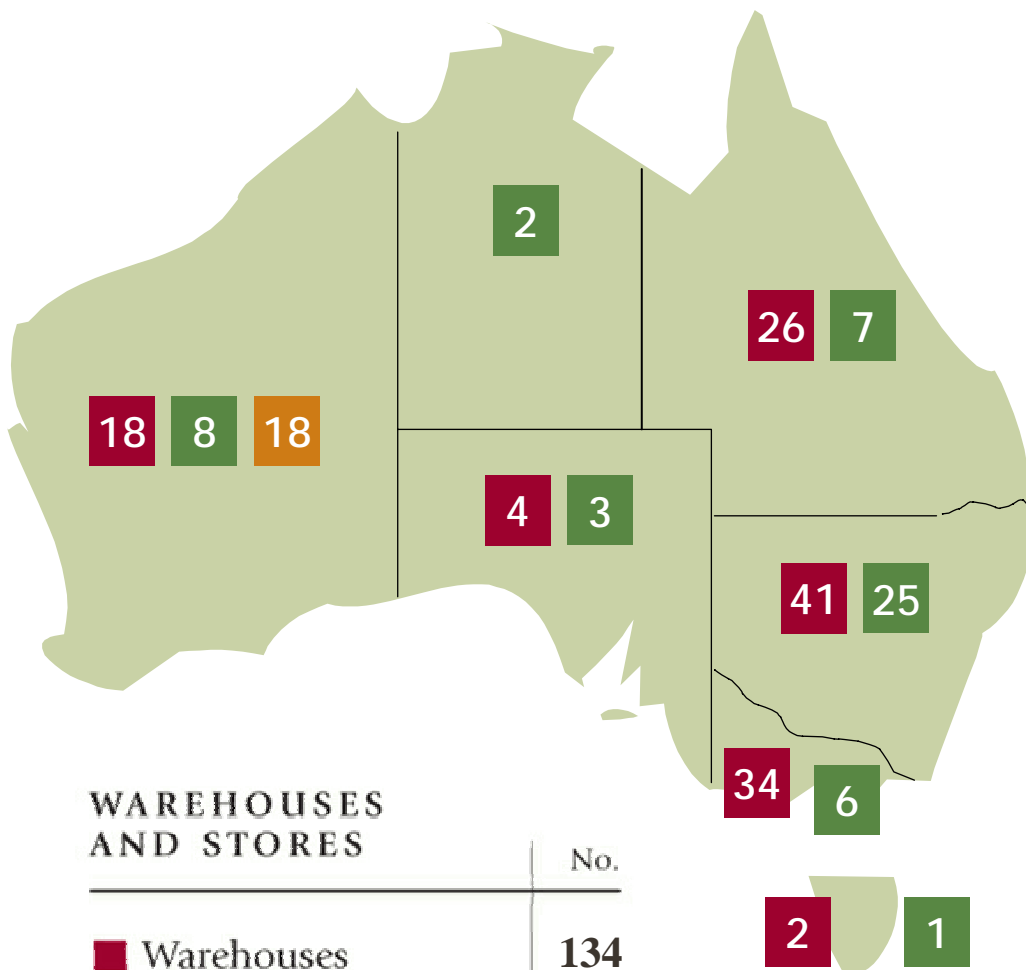 2
26 7
18 8 18
4 3
41 25
34 6
WAREHOUSES
AND STORES
No.
2 1
Warehouses 134